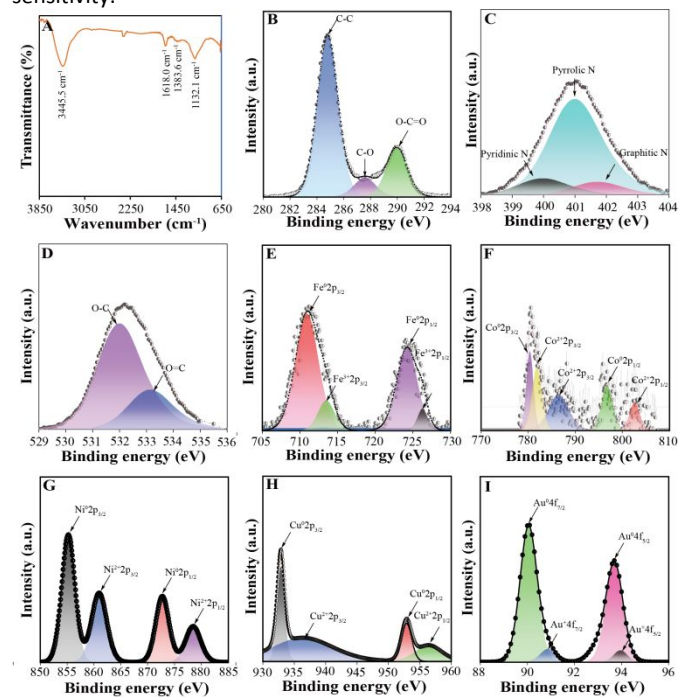 sensitivity.
A
Transmittance (%)
3445.5 cm⁻¹
1618.0 cm⁻¹
1383.6 cm⁻¹
1132.1 cm⁻¹
3850 3050 2250 1450 650
Wavenumber (cm⁻¹)
B
Intensity (a.u.)
C-C
C-O
O-C=O
280 282 284 286 288 290 292 294
Binding energy (eV)
C
Intensity (a.u.)
Pyrrolic N
Pyridinic N
Graphitic N
398 399 400 401 402 403 404
Binding energy (eV)
D
Intensity (a.u.)
O-C
O=C
529 530 531 532 533 534 535 536
Binding energy (eV)
E
Intensity (a.u.)
Fe⁰2p₃/₂
Fe³⁺2p₃/₂
Fe⁰2p₁/₂
Fe³⁺2p₁/₂
705 710 715 720 725 730
Binding energy (eV)
F
Intensity (a.u.)
Co⁰2p₃/₂
Co²⁺2p₃/₂
Co²⁺2p₃/₂
Co⁰2p₁/₂
Co²⁺2p₁/₂
770 780 790 800 810
Binding energy (eV)
G
Intensity (a.u.)
Ni⁰2p₃/₂
Ni²⁺2p₃/₂
Ni⁰2p₁/₂
Ni²⁺2p₁/₂
850 855 860 865 870 875 880 885
Binding energy (eV)
H
Intensity (a.u.)
Cu⁰2p₃/₂
Cu²⁺2p₃/₂
Cu⁰2p₁/₂
Cu²⁺2p₁/₂
930 935 940 945 950 955 960
Binding energy (eV)
I
Intensity (a.u.)
Au⁰4f₇/₂
Au⁺4f₇/₂
Au⁰4f₅/₂
Au⁺4f₅/₂
88 90 92 94 96
Binding energy (eV)